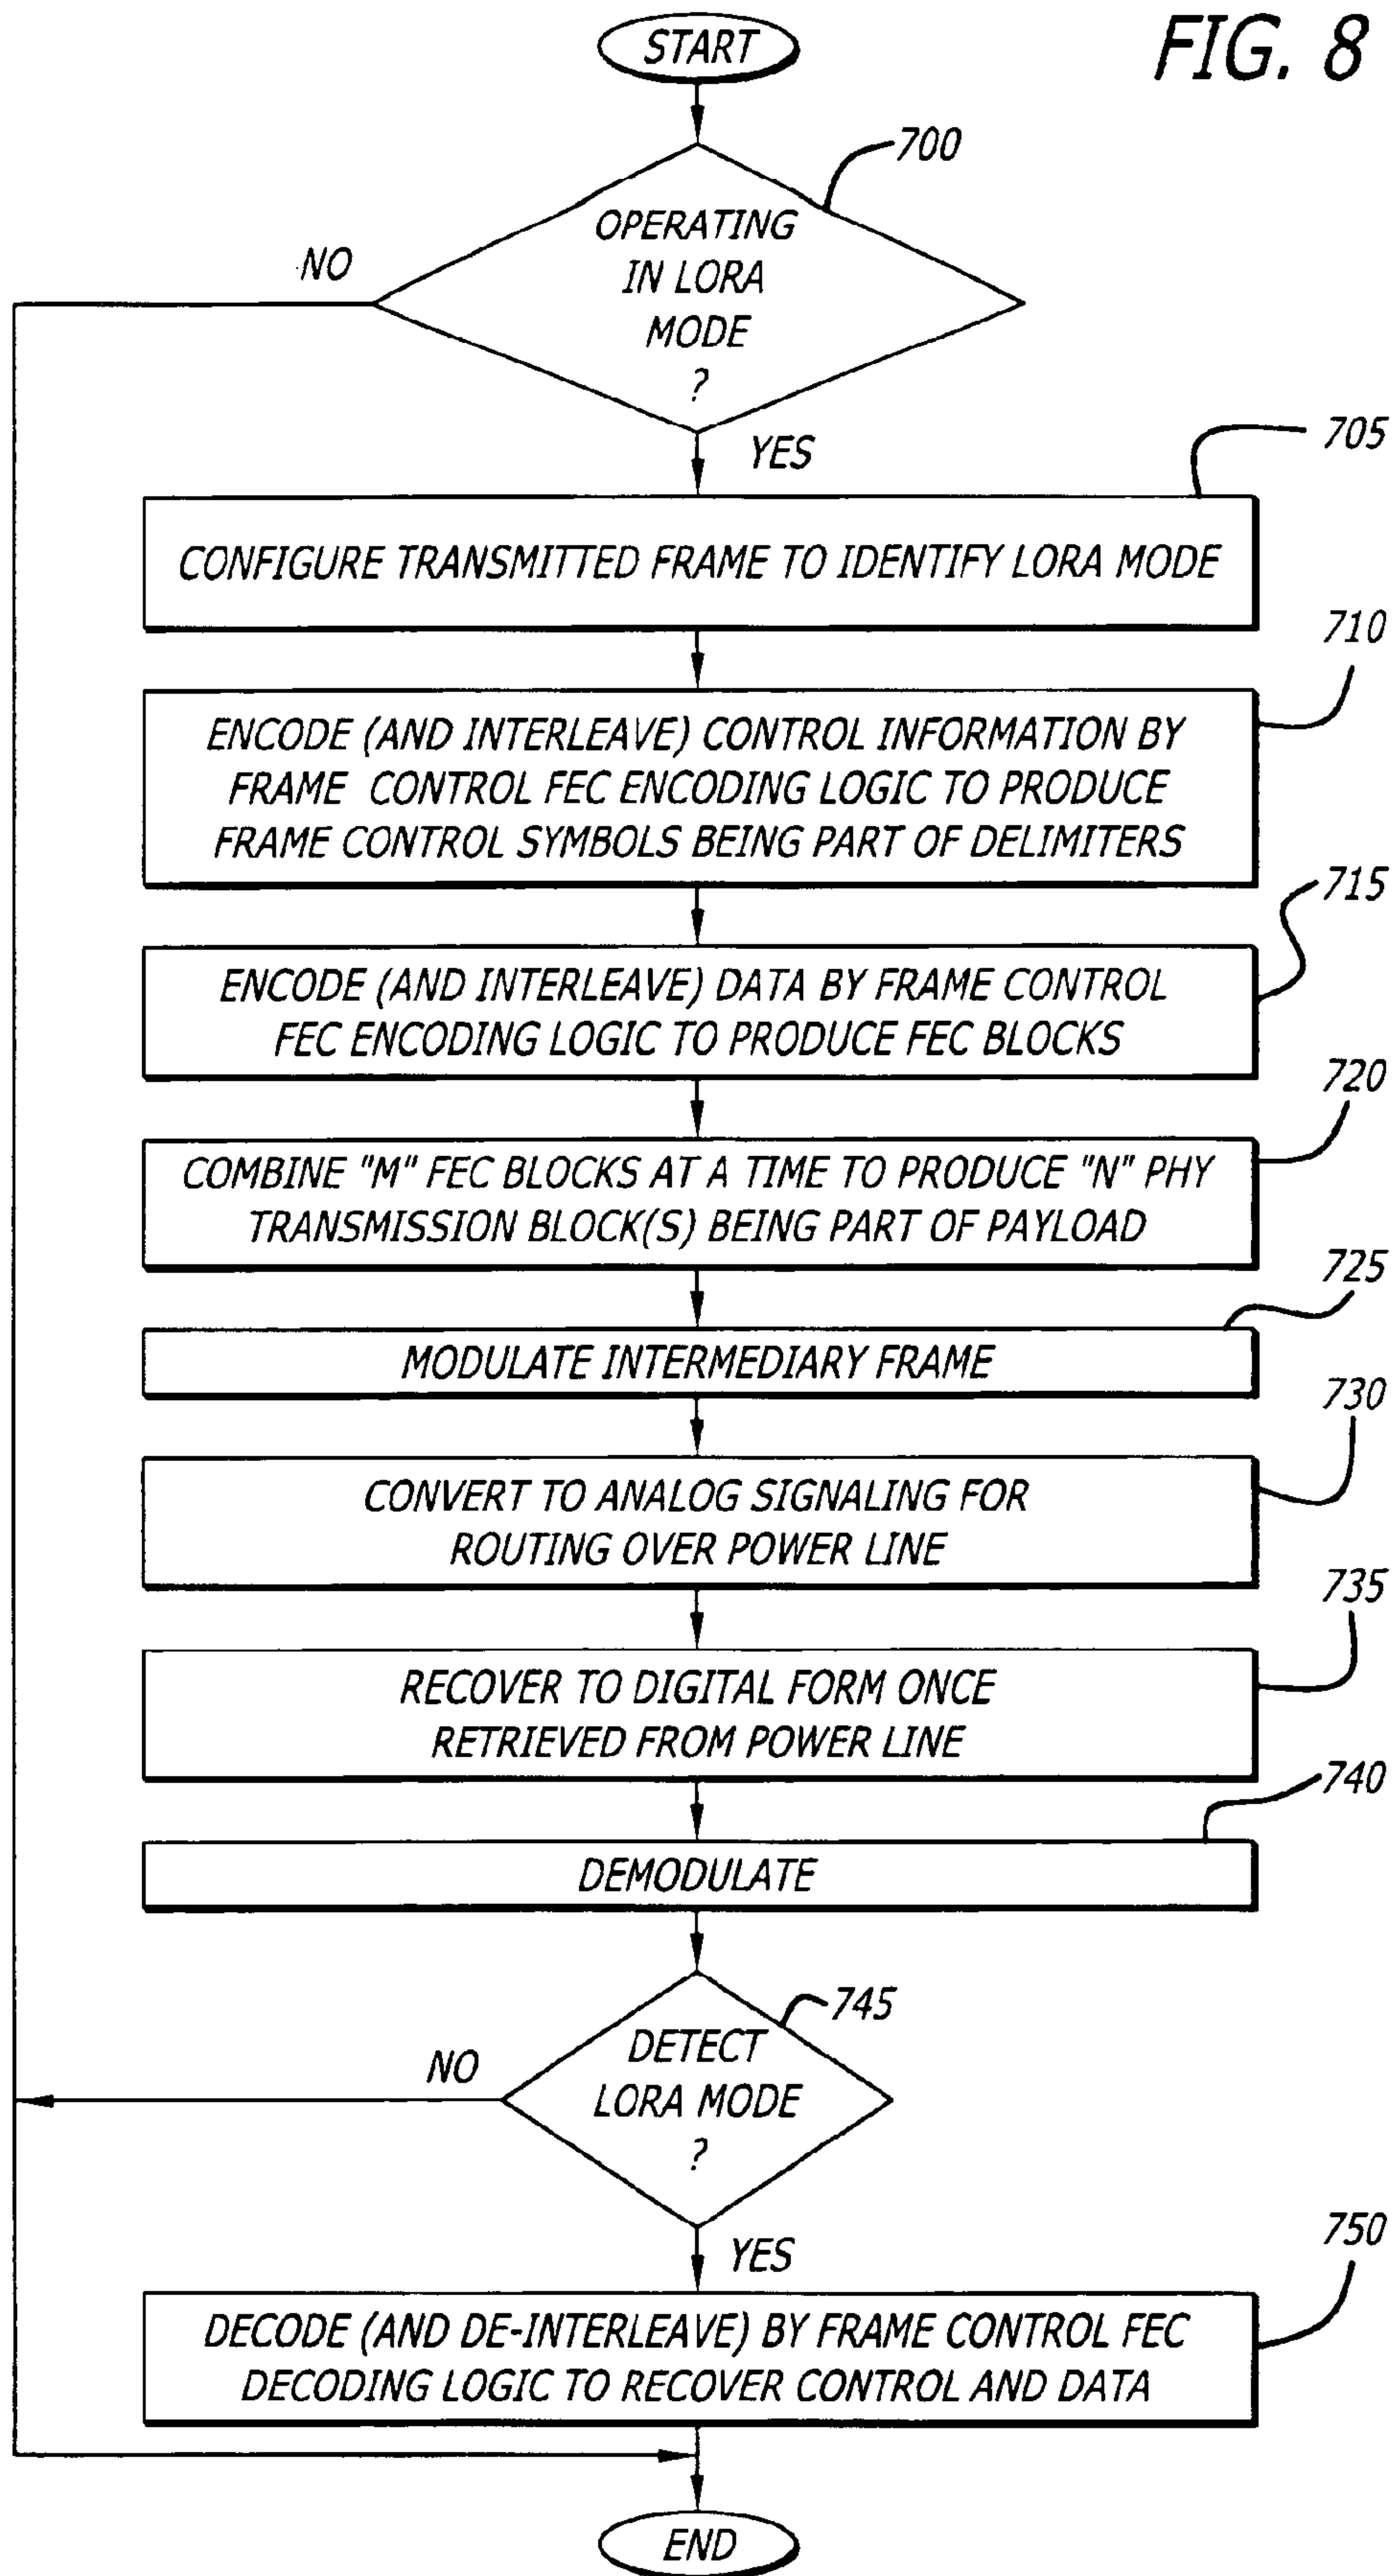 FIG. 8
START
700
OPERATING
IN LORA
MODE
?
NO
YES
705
CONFIGURE TRANSMITTED FRAME TO IDENTIFY LORA MODE
710
ENCODE (AND INTERLEAVE) CONTROL INFORMATION BY
FRAME CONTROL FEC ENCODING LOGIC TO PRODUCE
FRAME CONTROL SYMBOLS BEING PART OF DELIMITERS
715
ENCODE (AND INTERLEAVE) DATA BY FRAME CONTROL
FEC ENCODING LOGIC TO PRODUCE FEC BLOCKS
720
COMBINE "M" FEC BLOCKS AT A TIME TO PRODUCE "N" PHY
TRANSMISSION BLOCK(S) BEING PART OF PAYLOAD
725
MODULATE INTERMEDIARY FRAME
730
CONVERT TO ANALOG SIGNALING FOR
ROUTING OVER POWER LINE
735
RECOVER TO DIGITAL FORM ONCE
RETRIEVED FROM POWER LINE
740
DEMODULATE
745
DETECT
LORA MODE
?
NO
YES
750
DECODE (AND DE-INTERLEAVE) BY FRAME CONTROL FEC
DECODING LOGIC TO RECOVER CONTROL AND DATA
END